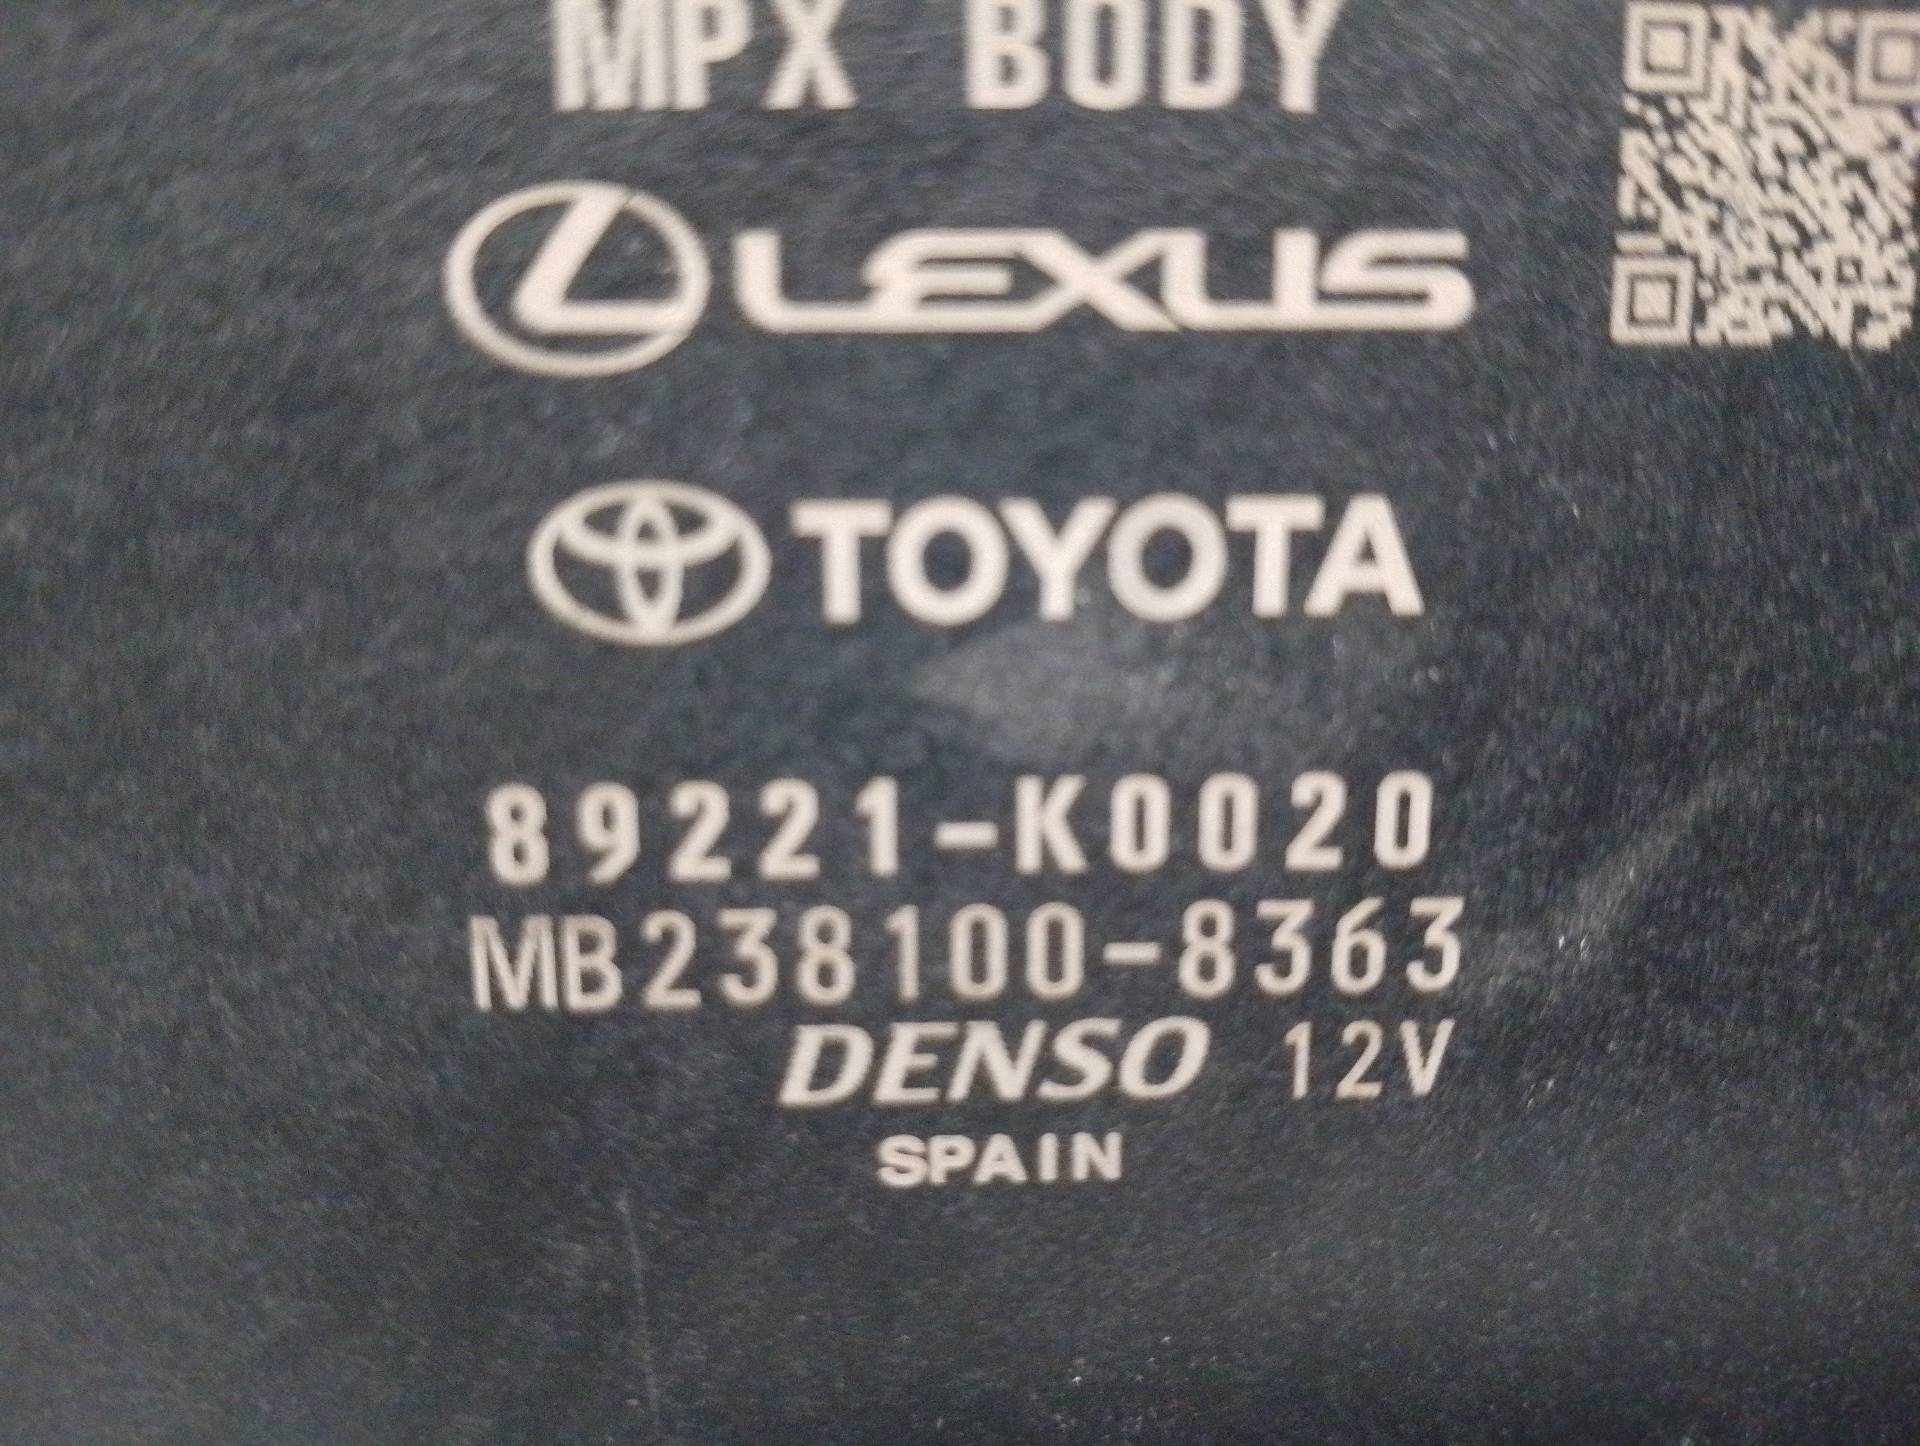 MPX BODY
LEXUS
TOYOTA
89221-K0020
MB238100-8363
DENSO 12V
SPAIN